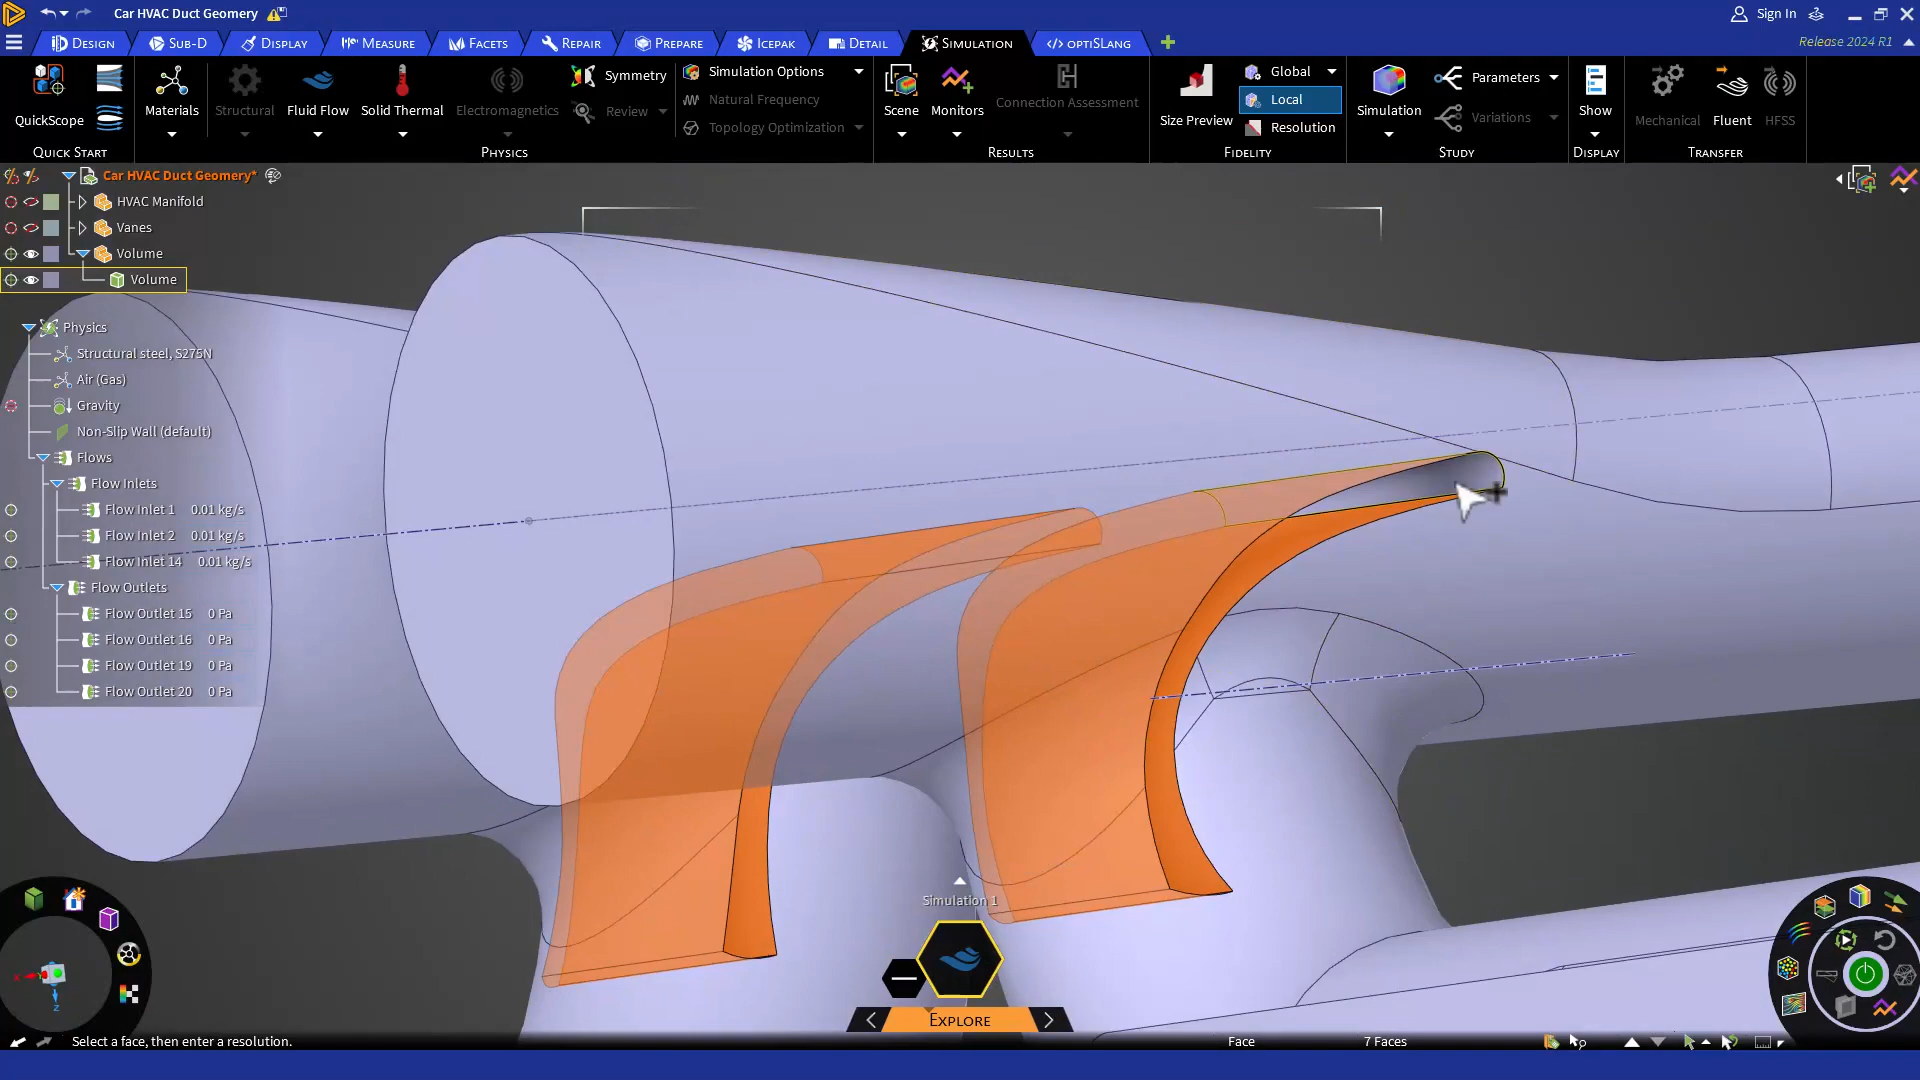 Car HVAC Duct Geometry
Sign In
Design
Sub-D
Display
Measure
Facets
Repair
Prepare
Icepak
Detail
Simulation
optiSLang
Release 2024 R1
QuickScope
Materials
Structural
Fluid Flow
Solid Thermal
Electromagnetics
Symmetry
Review
Simulation Options
Natural Frequency
Topology Optimization
Scene
Monitors
Connection Assessment
Size Preview
Global
Local
Resolution
Simulation
Parameters
Variations
Show
Mechanical
Fluent
HFSS
Quick Start
Physics
Results
Fidelity
Study
Display
Transfer
Car HVAC Duct Geometry*
HVAC Manifold
Vanes
Volume
Volume
Physics
Structural steel, S275N
Air (Gas)
Gravity
Non-Slip Wall (default)
Flows
Flow Inlets
Flow Inlet 1 0.01 kg/s
Flow Inlet 2 0.01 kg/s
Flow Inlet 14 0.01 kg/s
Flow Outlets
Flow Outlet 15 0 Pa
Flow Outlet 16 0 Pa
Flow Outlet 19 0 Pa
Flow Outlet 20 0 Pa
Simulation 1
Explore
X
Z
Select a face, then enter a resolution.
Face
7 Faces